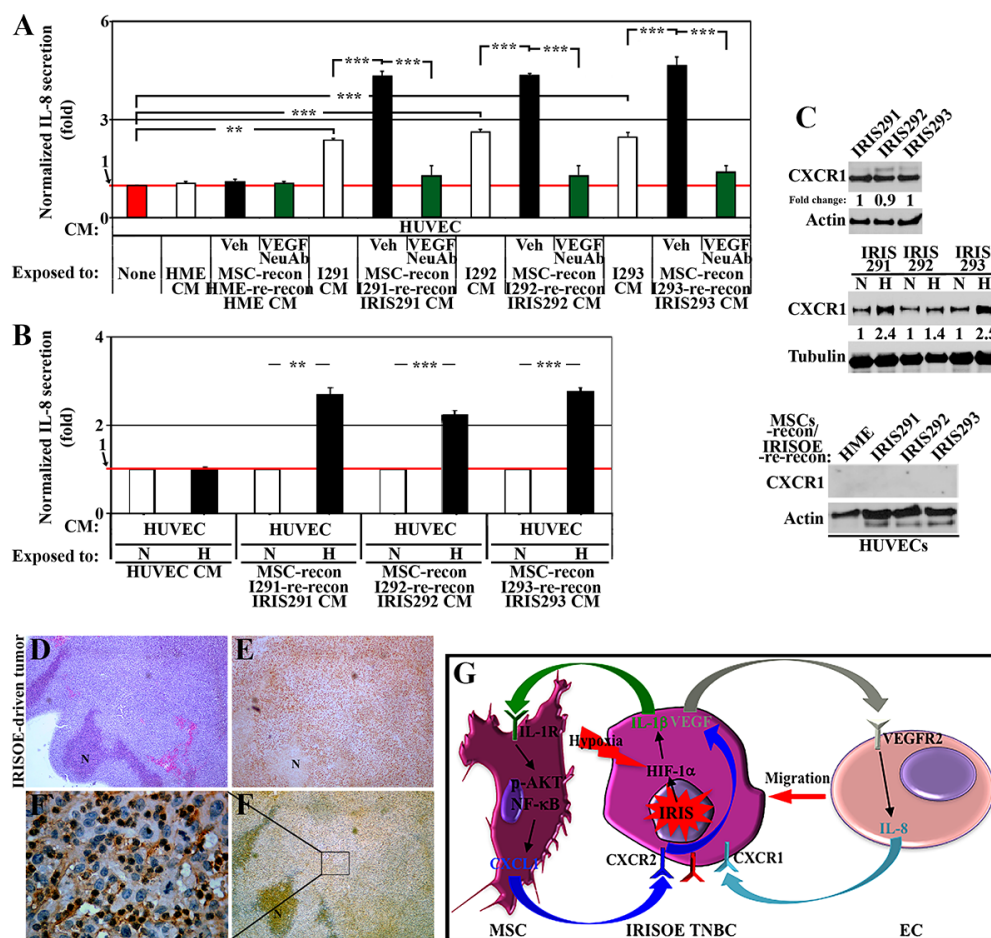 A
6
3
0
1
Normalized IL-8 secretion
(fold)
***
***
***
***
***
***
***
***
**
CM:
HUVEC
Exposed to:
None
HME
CM
Veh
VEGF
NeuAb
MSC-recon
HME-re-recon
HME CM
I291
CM
Veh
VEGF
NeuAb
MSC-recon
I291-re-recon
IRIS291 CM
I292
CM
Veh
VEGF
NeuAb
MSC-recon
I292-re-recon
IRIS292 CM
I293
CM
Veh
VEGF
NeuAb
MSC-recon
I293-re-recon
IRIS293 CM
B
4
2
0
1
Normalized IL-8 secretion
(fold)
**
***
***
CM:
HUVEC
HUVEC
HUVEC
HUVEC
Exposed to:
N H
N H
N H
N H
HUVEC CM
MSC-recon
I291-re-recon
IRIS291 CM
MSC-recon
I292-re-recon
IRIS292 CM
MSC-recon
I293-re-recon
IRIS293 CM
C
IRIS291
IRIS292
IRIS293
CXCR1
Fold change: 1 0.9 1
Actin
IRIS
291
IRIS
292
IRIS
293
N H N H N H
CXCR1
1 2.4 1 1.4 1 2.5
Tubulin
MSCs
-recon/
IRISOE
-re-recon:
HME
IRIS291
IRIS292
IRIS293
CXCR1
Actin
HUVECs
IRISOE-driven tumor
D
N
E
N
F'
F
N
G
IL-1R
p-AKT
NF-κB
CXCL1
MSC
Hypoxia
IL-1β
VEGF
HIF-1α
IRIS
CXCR2
CXCR1
IRISOE TNBC
Migration
VEGFR2
IL-8
EC